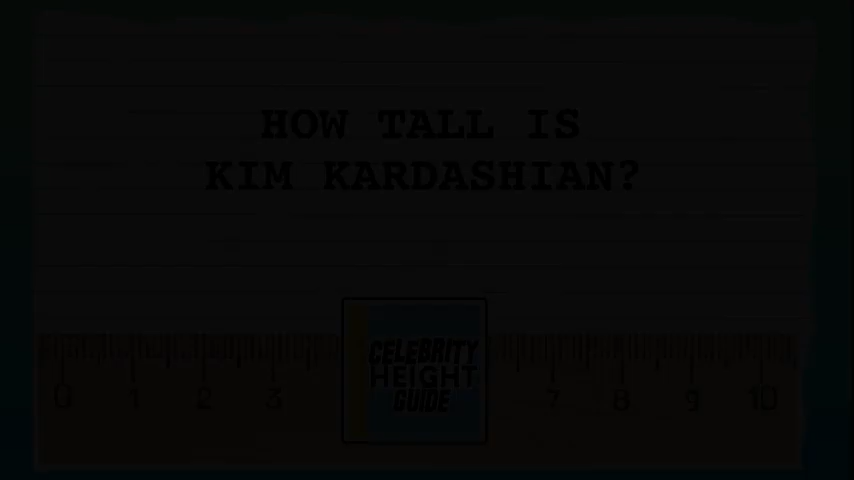 HOW TALL IS
KIM KARDASHIAN?
CELEBRITY
HEIGHT
GUIDE
0 1 2 3 7 8 9 10